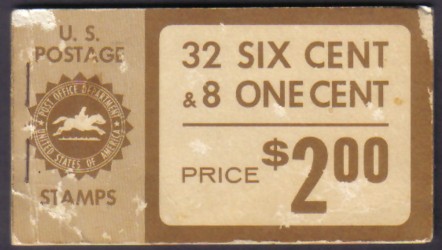 U. S.
POSTAGE
POST OFFICE DEPARTMENT
UNITED STATES OF AMERICA
STAMPS
32 SIX CENT
& 8 ONE CENT
PRICE $2.00